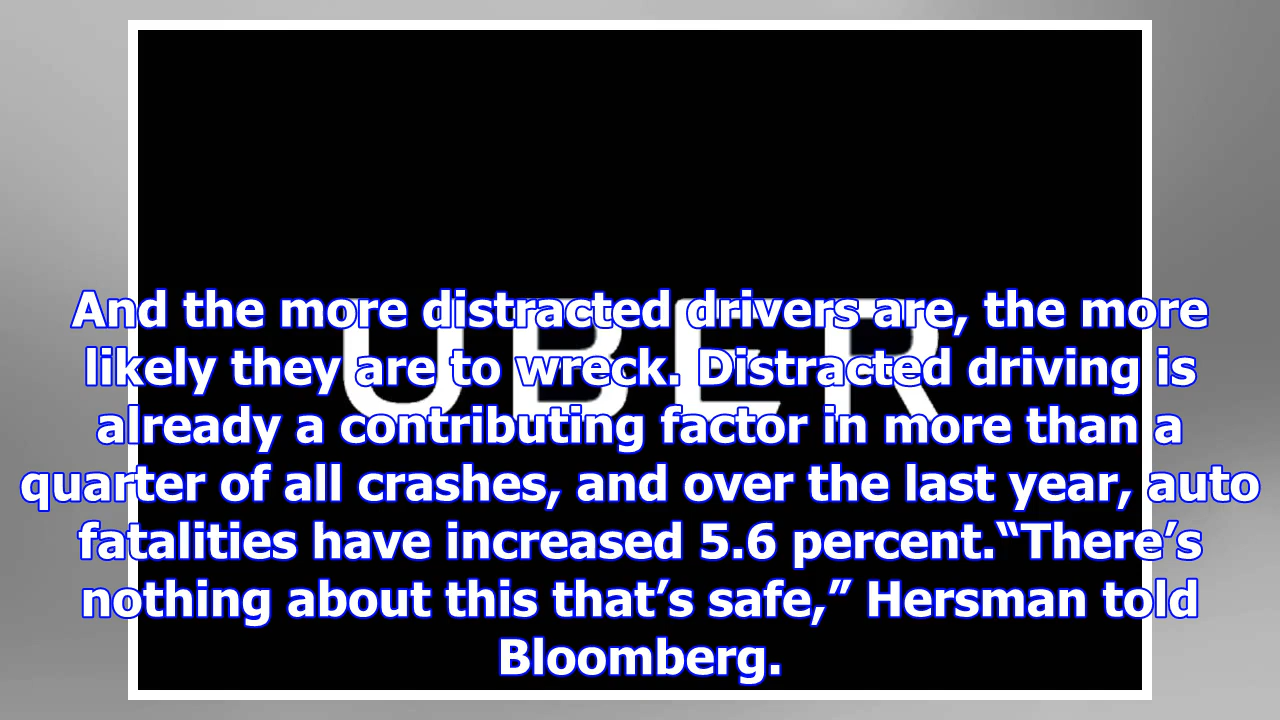 UBER
And the more distracted drivers are, the more
likely they are to wreck. Distracted driving is
already a contributing factor in more than a
quarter of all crashes, and over the last year, auto
fatalities have increased 5.6 percent.“There’s
nothing about this that’s safe,” Hersman told
Bloomberg.